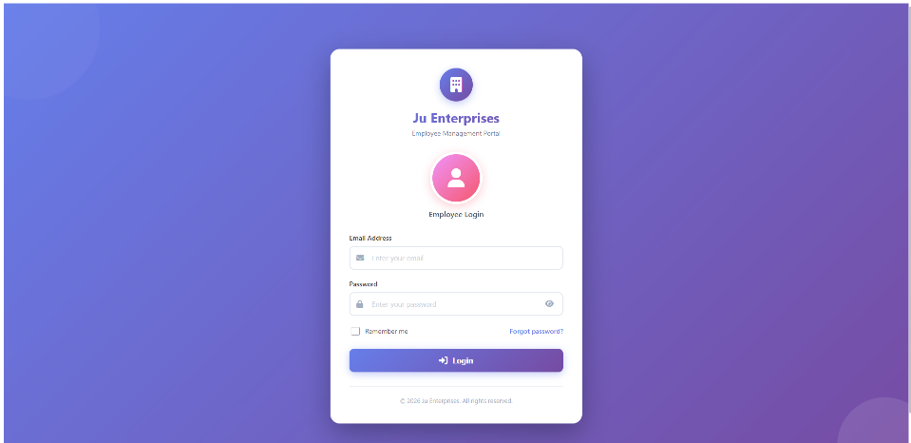 Ju Enterprises
Employee Management Portal
Employee Login
Email Address
Enter your email
Password
Enter your password
Remember me Forgot password?
Login
© 2026 Ju Enterprises. All rights reserved.